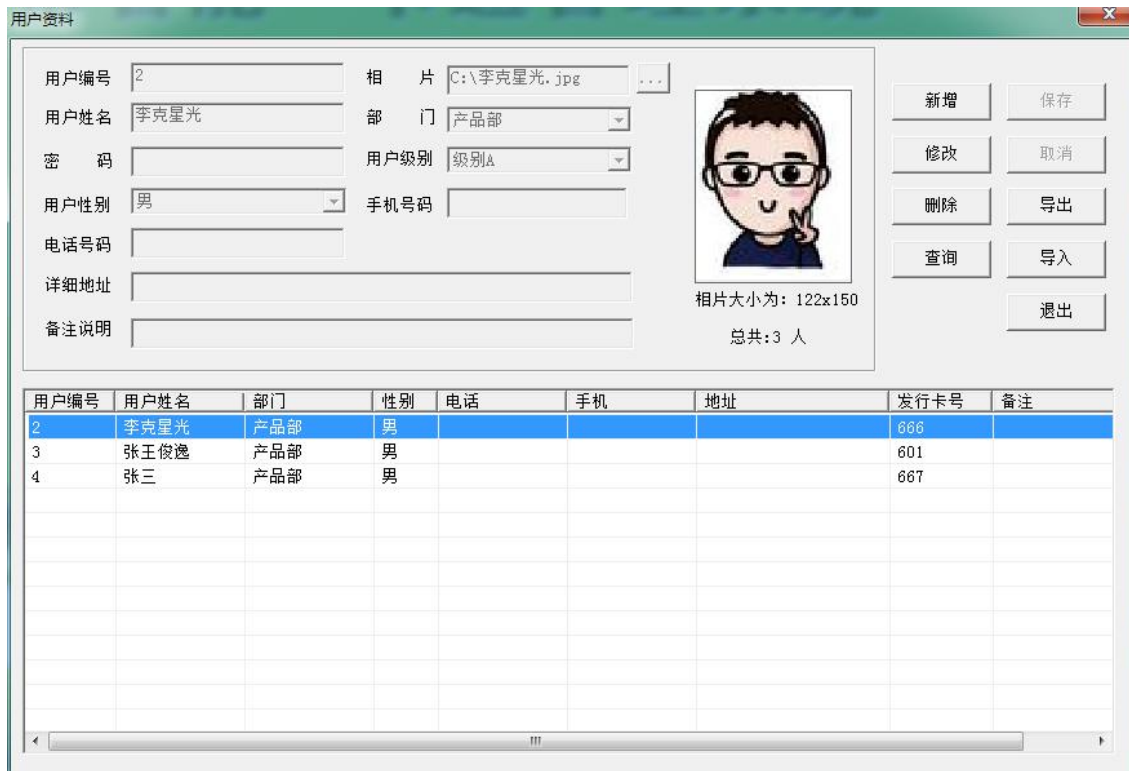 用户资料
用户编号 2 相 片 C:\李克星光.jpg ...
用户姓名 李克星光 部 门 产品部
密 码 用户级别 级别A
用户性别 男 手机号码
电话号码
详细地址
备注说明
相片大小为: 122x150
总共:3 人
新增 保存
修改 取消
删除 导出
查询 导入
退出
用户编号 用户姓名 部门 性别 电话 手机 地址 发行卡号 备注
2 李克星光 产品部 男 666
3 张王俊逸 产品部 男 601
4 张三 产品部 男 667